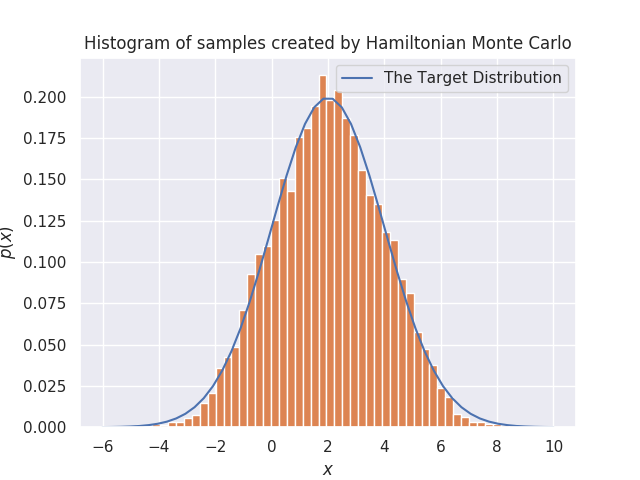 Histogram of samples created by Hamiltonian Monte Carlo
The Target Distribution
0.200
0.175
0.150
0.125
0.100
0.075
0.050
0.025
0.000
p(x)
−6 −4 −2 0 2 4 6 8 10
x